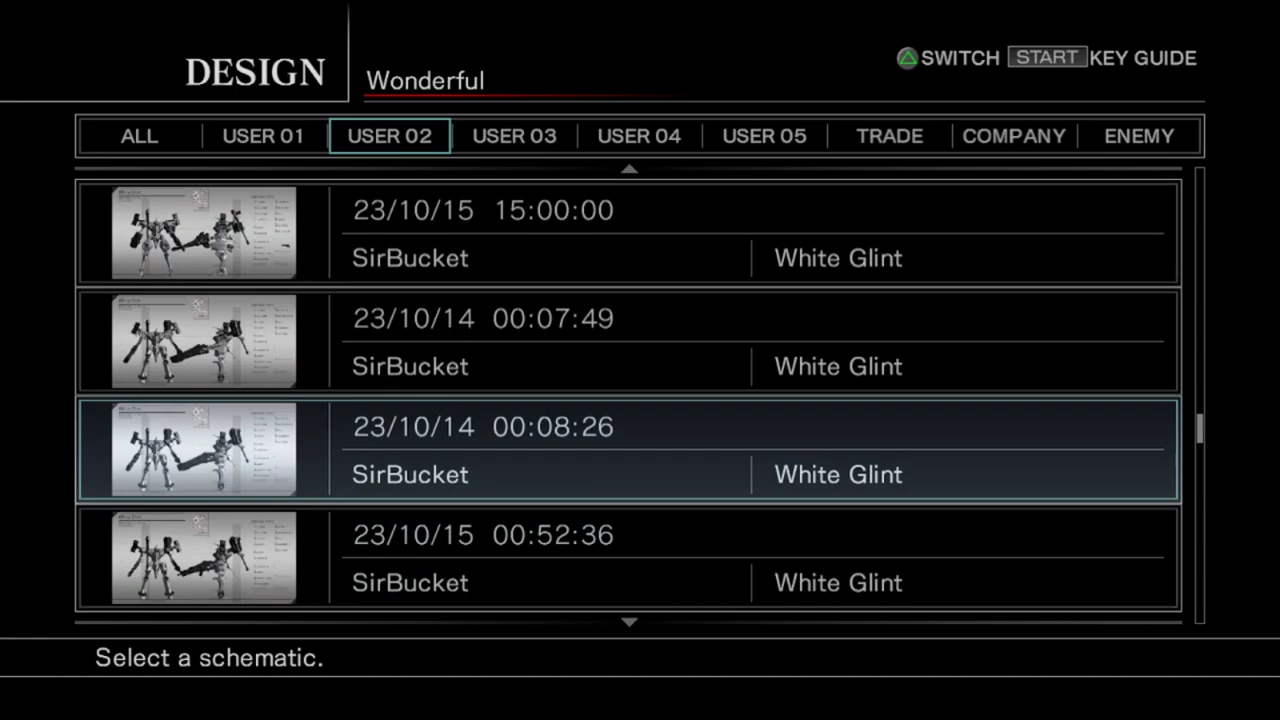 DESIGN
Wonderful
SWITCH START KEY GUIDE
ALL USER 01 USER 02 USER 03 USER 04 USER 05 TRADE COMPANY ENEMY
23/10/15 15:00:00
SirBucket White Glint
23/10/14 00:07:49
SirBucket White Glint
23/10/14 00:08:26
SirBucket White Glint
23/10/15 00:52:36
SirBucket White Glint
Select a schematic.